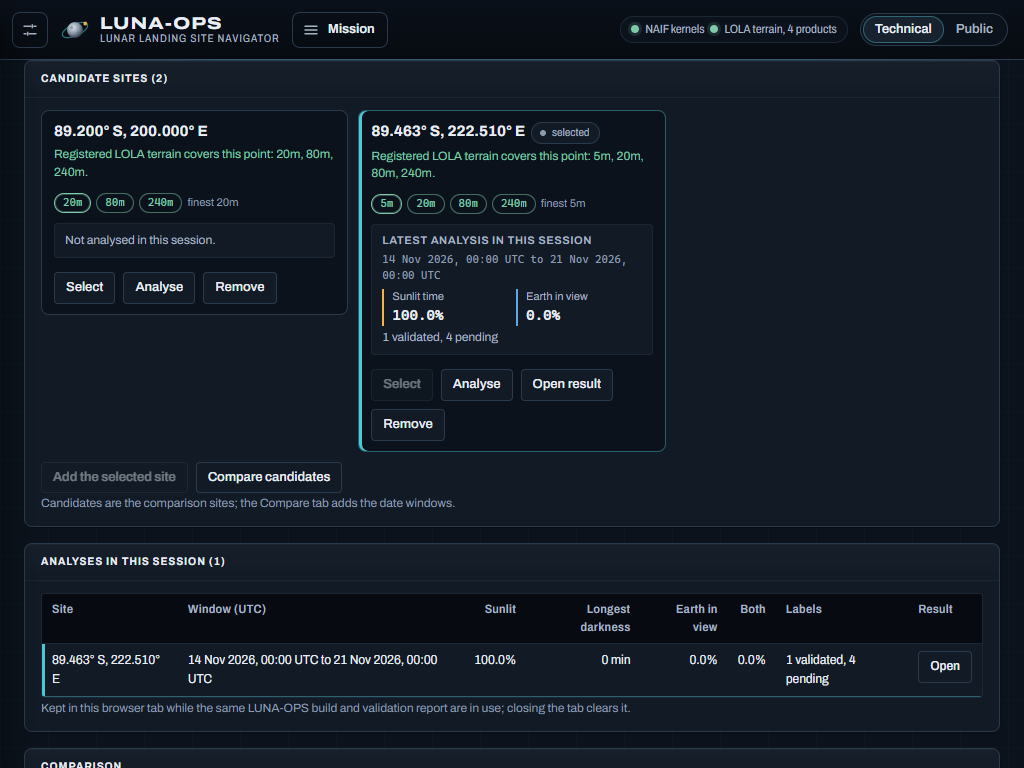 LUNA-OPS
LUNAR LANDING SITE NAVIGATOR
Mission
NAIF kernels
LOLA terrain, 4 products
Technical
Public
CANDIDATE SITES (2)
89.200° S, 200.000° E
Registered LOLA terrain covers this point: 20m, 80m,
240m.
20m
80m
240m
finest 20m
Not analysed in this session.
Select
Analyse
Remove
89.463° S, 222.510° E
selected
Registered LOLA terrain covers this point: 5m, 20m,
80m, 240m.
5m
20m
80m
240m
finest 5m
LATEST ANALYSIS IN THIS SESSION
14 Nov 2026, 00:00 UTC to 21 Nov 2026,
00:00 UTC
Sunlit time
100.0%
Earth in view
0.0%
1 validated, 4 pending
Select
Analyse
Open result
Remove
Add the selected site
Compare candidates
Candidates are the comparison sites; the Compare tab adds the date windows.
ANALYSES IN THIS SESSION (1)
Site
Window (UTC)
Sunlit
Longest
darkness
Earth in
view
Both
Labels
Result
89.463° S, 222.510°
E
14 Nov 2026, 00:00 UTC to 21 Nov 2026, 00:00
UTC
100.0%
0 min
0.0%
0.0%
1 validated, 4
pending
Open
Kept in this browser tab while the same LUNA-OPS build and validation report are in use; closing the tab clears it.
COMPARISON